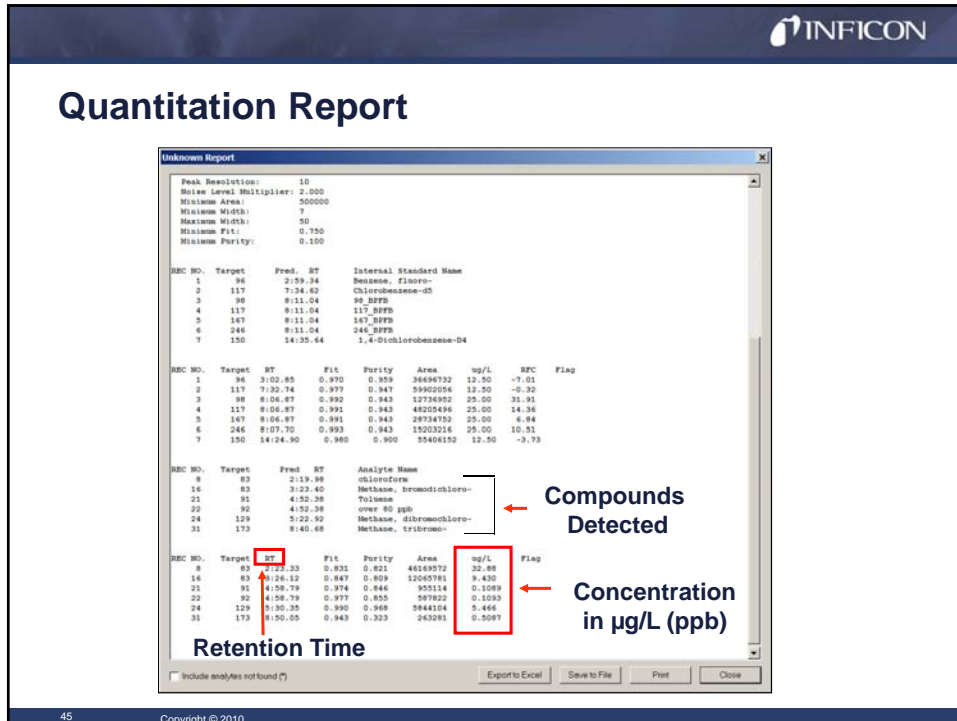 INFICON
Quantitation Report
Unknown Report
Peak Resolution: 10
Noise Level Multiplier: 2.000
Minimum Area: 500000
Minimum Width: 7
Maximum Width: 50
Minimum Fit: 0.750
Minimum Purity: 0.100
REC NO. Target Pred. RT Internal Standard Name
1 96 2:59.34 Benzene, fluoro-
2 117 7:34.62 Chlorobenzene-d5
3 98 8:11.04 98_BPFB
4 117 8:11.04 117_BPFB
5 167 8:11.04 167_BPFB
6 246 8:11.04 246_BPFB
7 150 14:35.64 1,4-Dichlorobenzene-D4
REC NO. Target RT Fit Purity Area ug/L RFC Flag
1 96 3:02.85 0.970 0.959 36696732 12.50 -7.01
2 117 7:32.74 0.977 0.947 59902056 12.50 -0.32
3 98 8:06.87 0.992 0.943 12736952 25.00 31.91
4 117 8:06.87 0.991 0.943 48205496 25.00 14.36
5 167 8:06.87 0.991 0.943 28734752 25.00 6.84
6 246 8:07.70 0.993 0.943 15203216 25.00 10.51
7 150 14:24.90 0.980 0.900 55406152 12.50 -3.73
REC NO. Target Pred RT Analyte Name
8 83 2:19.98 chloroform
16 83 3:23.40 Methane, bromodichloro-
21 91 4:52.38 Toluene
22 92 4:52.38 over 80 ppb
24 129 5:22.92 Methane, dibromochloro-
31 173 8:40.68 Methane, tribromo-
Compounds
Detected
REC NO. Target RT Fit Purity Area ug/L Flag
8 83 2:23.33 0.831 0.821 46169572 32.88
16 83 3:26.12 0.847 0.809 12065781 9.430
21 91 4:58.79 0.974 0.846 955114 0.1089
22 92 4:58.79 0.977 0.855 587822 0.1093
24 129 5:30.35 0.990 0.968 5844104 5.466
31 173 8:50.05 0.943 0.323 263281 0.5087
Concentration
in µg/L (ppb)
Retention Time
Include analytes not found (*)
Export to Excel
Save to File
Print
Close
45
Copyright © 2010